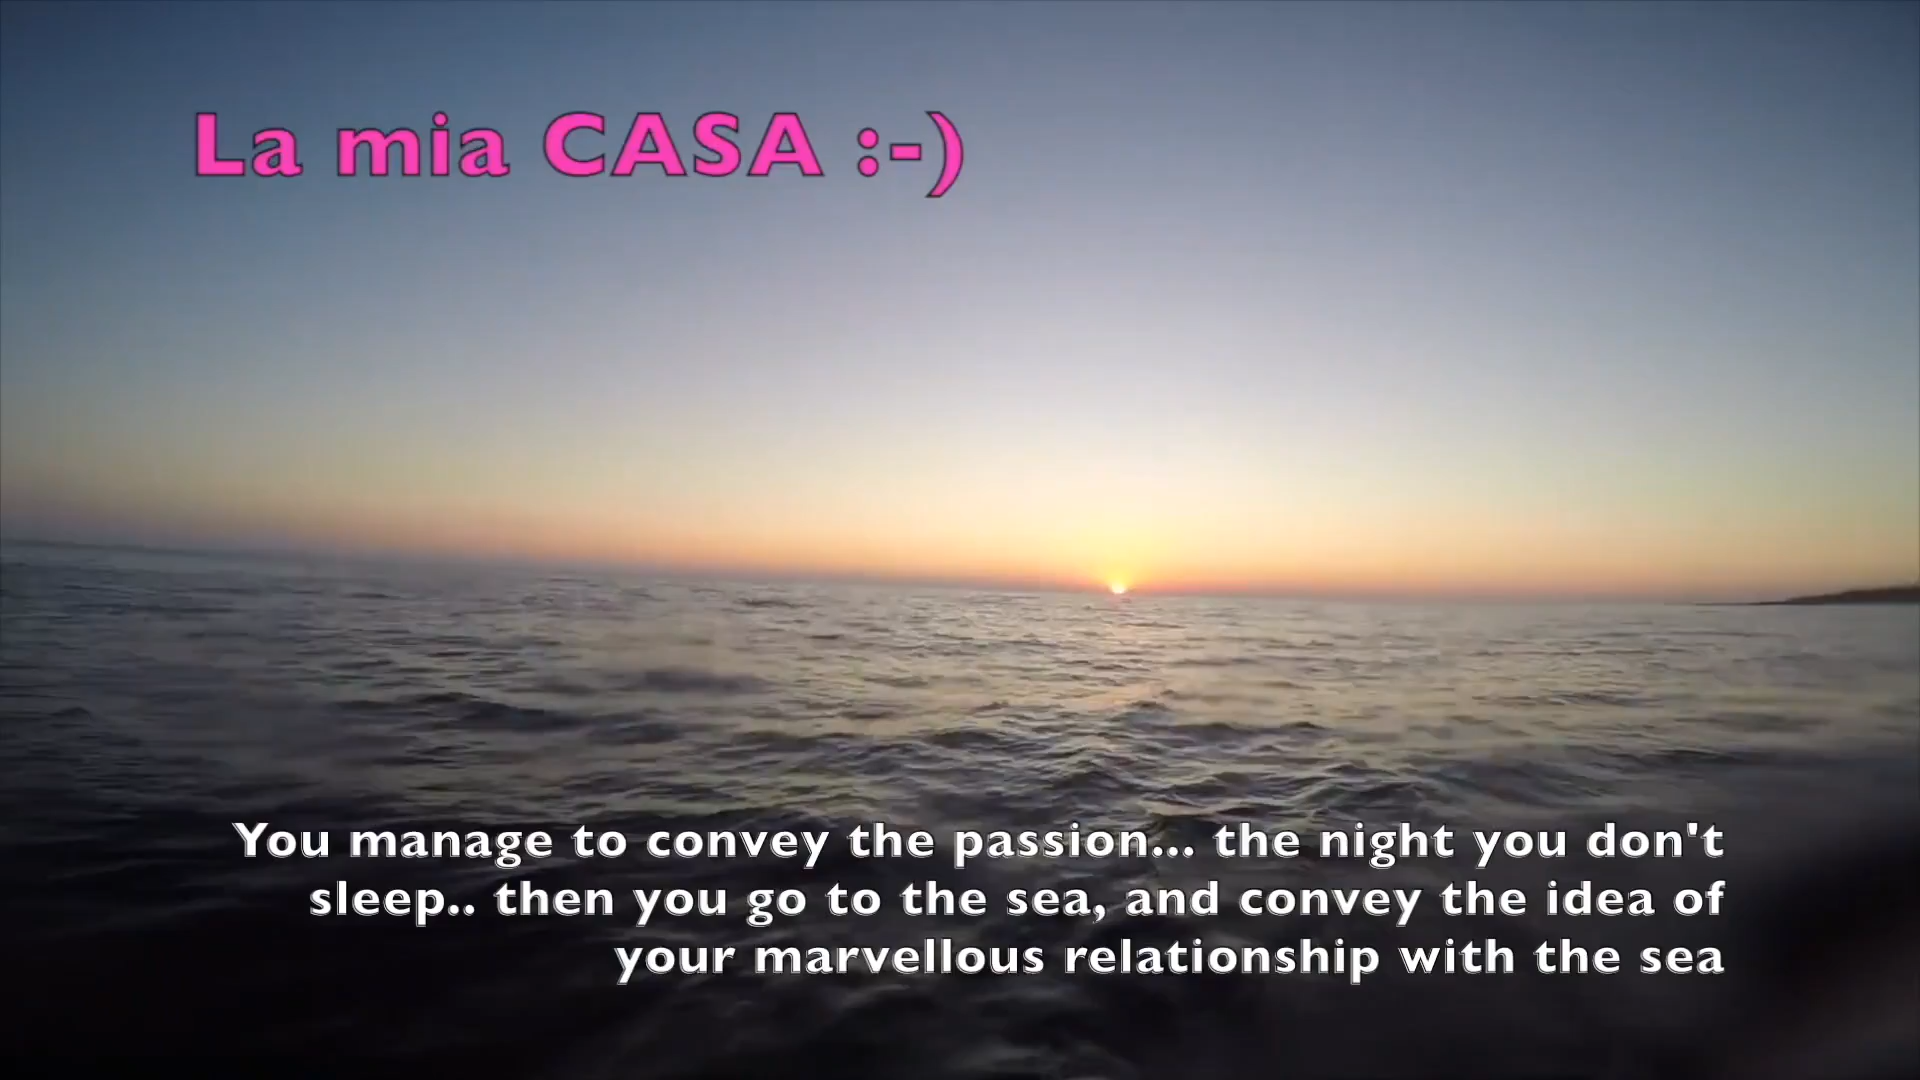 La mia CASA :-)
You manage to convey the passion... the night you don't
sleep.. then you go to the sea, and convey the idea of
your marvellous relationship with the sea